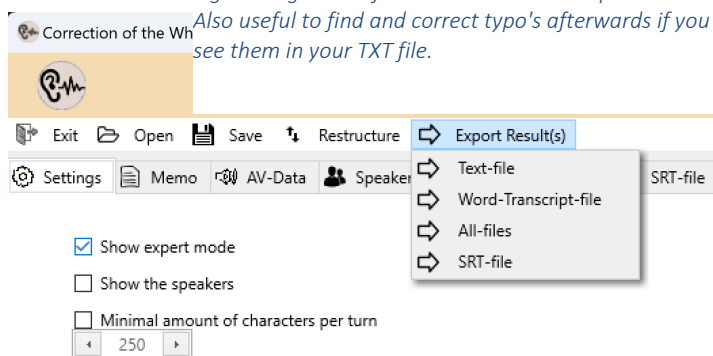 Also useful to find and correct typo's afterwards if you
Correction of the Wh
see them in your TXT file.
Exit Open Save Restructure Export Result(s)
Settings Memo AV-Data Speaker SRT-file
Text-file
Word-Transcript-file
All-files
SRT-file
Show expert mode
Show the speakers
Minimal amount of characters per turn
250